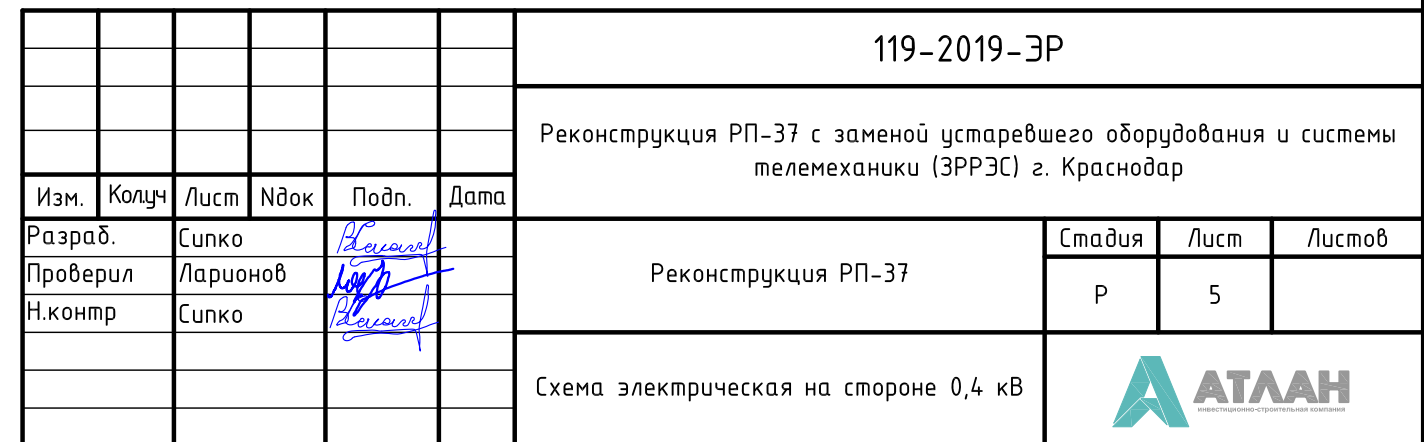 119-2019-ЭР
Реконструкция РП-37 с заменой устаревшего оборудования и системы
телемеханики (ЗРРЭС) г. Краснодар
Изм. Кол.уч Лист Nдок Подп. Дата
Разраб. Сипко
Проверил Ларионов
Н.контр Сипко
Реконструкция РП-37
Стадия Лист Листов
Р 5
Схема электрическая на стороне 0,4 кВ
АТЛАН
инвестиционно-строительная компания